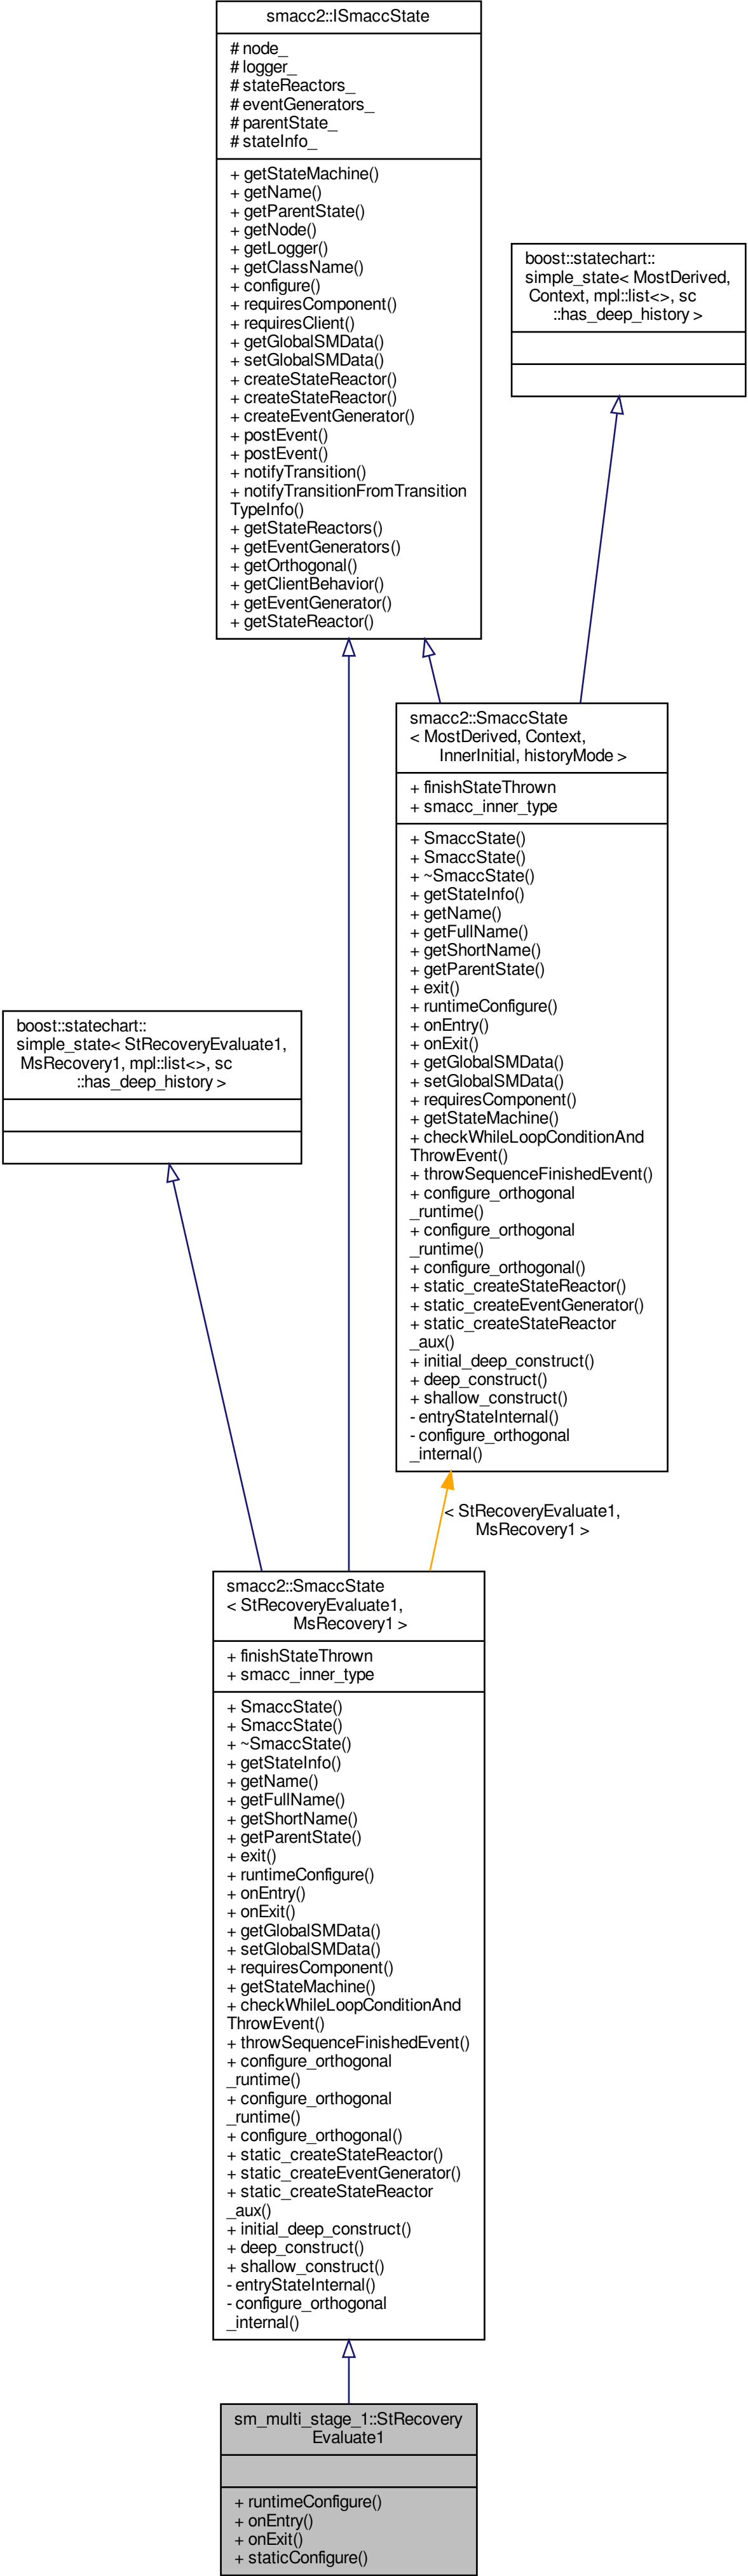 smacc2::ISmaccState
# node_
# logger_
# stateReactors_
# eventGenerators_
# parentState_
# stateInfo_
+ getStateMachine()
+ getName()
+ getParentState()
+ getNode()
+ getLogger()
+ getClassName()
+ configure()
+ requiresComponent()
+ requiresClient()
+ getGlobalSMData()
+ setGlobalSMData()
+ createStateReactor()
+ createStateReactor()
+ createEventGenerator()
+ postEvent()
+ postEvent()
+ notifyTransition()
+ notifyTransitionFromTransition
TypeInfo()
+ getStateReactors()
+ getEventGenerators()
+ getOrthogonal()
+ getClientBehavior()
+ getEventGenerator()
+ getStateReactor()
boost::statechart::
simple_state< MostDerived,
Context, mpl::list<>, sc
::has_deep_history >
smacc2::SmaccState
< MostDerived, Context,
InnerInitial, historyMode >
+ finishStateThrown
+ smacc_inner_type
+ SmaccState()
+ SmaccState()
+ ~SmaccState()
+ getStateInfo()
+ getName()
+ getFullName()
+ getShortName()
+ getParentState()
+ exit()
+ runtimeConfigure()
+ onEntry()
+ onExit()
+ getGlobalSMData()
+ setGlobalSMData()
+ requiresComponent()
+ getStateMachine()
+ checkWhileLoopConditionAnd
ThrowEvent()
+ throwSequenceFinishedEvent()
+ configure_orthogonal
_runtime()
+ configure_orthogonal
_runtime()
+ configure_orthogonal()
+ static_createStateReactor()
+ static_createEventGenerator()
+ static_createStateReactor
_aux()
+ initial_deep_construct()
+ deep_construct()
+ shallow_construct()
- entryStateInternal()
- configure_orthogonal
_internal()
boost::statechart::
simple_state< StRecoveryEvaluate1,
MsRecovery1, mpl::list<>, sc
::has_deep_history >
< StRecoveryEvaluate1,
MsRecovery1 >
smacc2::SmaccState
< StRecoveryEvaluate1,
MsRecovery1 >
+ finishStateThrown
+ smacc_inner_type
+ SmaccState()
+ SmaccState()
+ ~SmaccState()
+ getStateInfo()
+ getName()
+ getFullName()
+ getShortName()
+ getParentState()
+ exit()
+ runtimeConfigure()
+ onEntry()
+ onExit()
+ getGlobalSMData()
+ setGlobalSMData()
+ requiresComponent()
+ getStateMachine()
+ checkWhileLoopConditionAnd
ThrowEvent()
+ throwSequenceFinishedEvent()
+ configure_orthogonal
_runtime()
+ configure_orthogonal
_runtime()
+ configure_orthogonal()
+ static_createStateReactor()
+ static_createEventGenerator()
+ static_createStateReactor
_aux()
+ initial_deep_construct()
+ deep_construct()
+ shallow_construct()
- entryStateInternal()
- configure_orthogonal
_internal()
sm_multi_stage_1::StRecovery
Evaluate1
+ runtimeConfigure()
+ onEntry()
+ onExit()
+ staticConfigure()